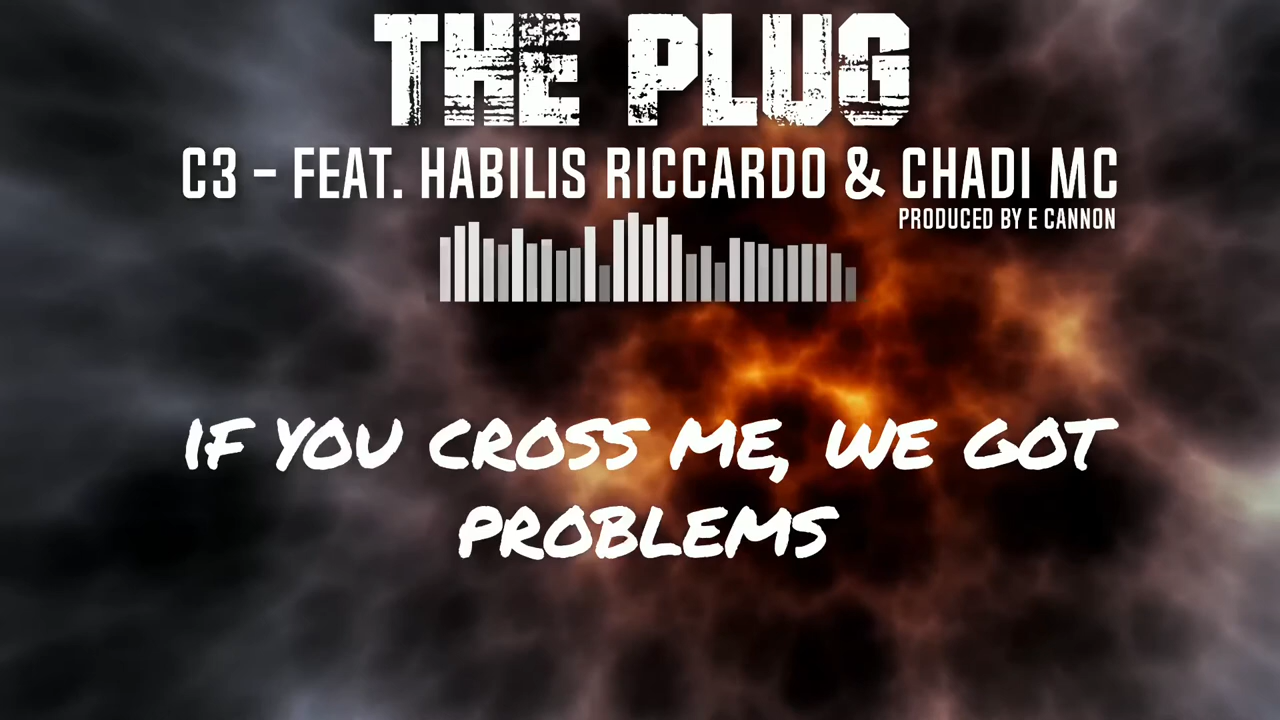 THE PLUG
C3 – FEAT. HABILIS RICCARDO & CHADI MC
PRODUCED BY E CANNON
IF YOU CROSS ME, WE GOT
PROBLEMS